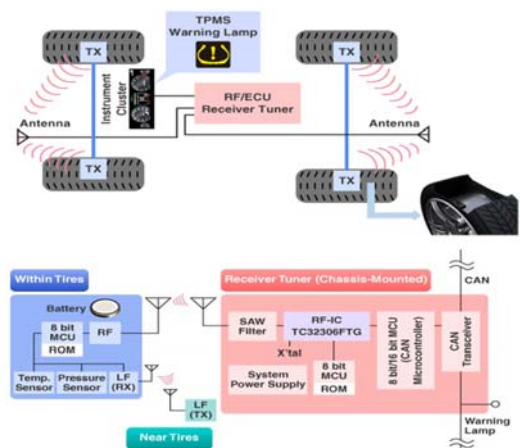 TPMS
Warning Lamp
TX
TX
Instrument
Cluster
RF/ECU
Receiver Tuner
Antenna
Antenna
TX
TX
Within Tires
Receiver Tuner (Chassis-Mounted)
CAN
Battery
8 bit
MCU
ROM
RF
SAW
Filter
RF-IC
TC32306FTG
X'tal
8 bit/16 bit MCU
(CAN
Microcontroller)
CAN
Transceiver
System
Power Supply
8 bit
MCU
ROM
Temp.
Sensor
Pressure
Sensor
LF
(RX)
LF
(TX)
Near Tires
Warning
Lamp